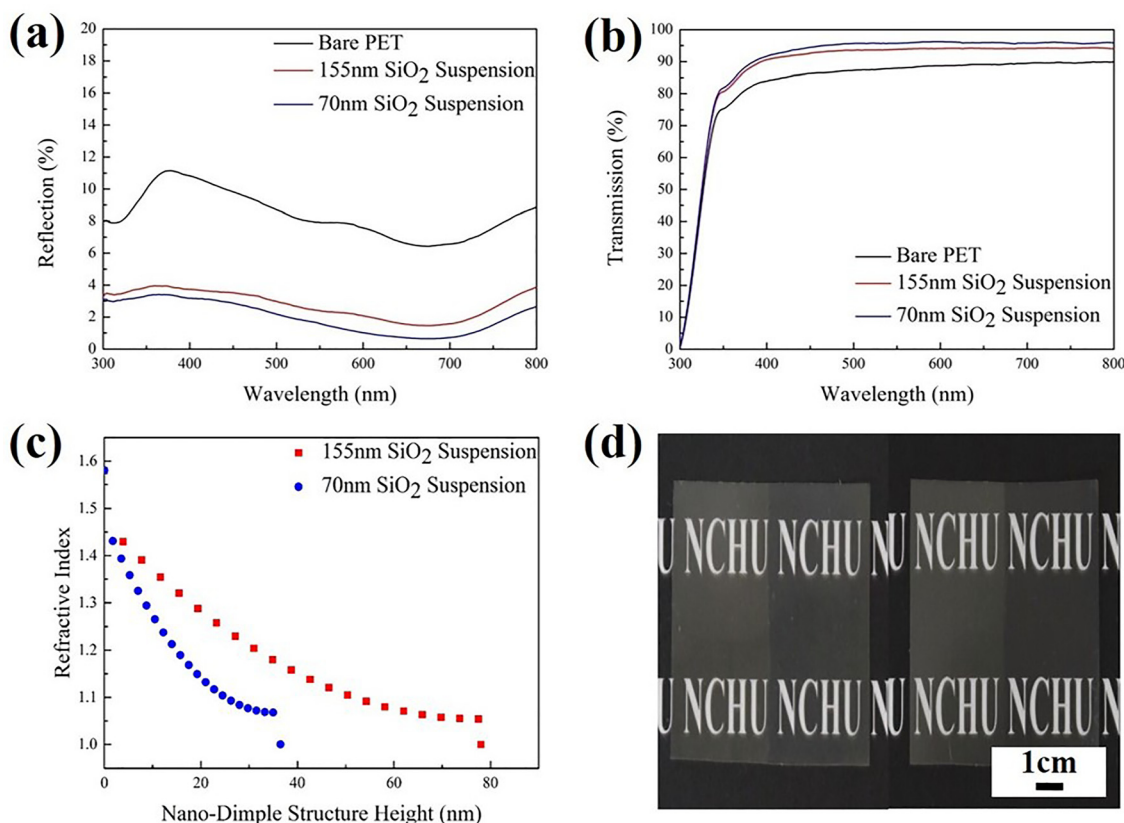 (a)
20
18
16
14
12
10
8
6
4
2
0
Reflection (%)
Bare PET
155nm SiO2 Suspension
70nm SiO2 Suspension
300 400 500 600 700 800
Wavelength (nm)
(b)
100
90
80
70
60
50
40
30
20
10
0
Transmission (%)
Bare PET
155nm SiO2 Suspension
70nm SiO2 Suspension
300 400 500 600 700 800
Wavelength (nm)
(c)
1.6
1.5
1.4
1.3
1.2
1.1
1.0
Refractive Index
155nm SiO2 Suspension
70nm SiO2 Suspension
0 20 40 60 80
Nano-Dimple Structure Height (nm)
(d)
U NCHU NCHU N U NCHU NCHU N
U NCHU NCHU N U NCHU NCHU
1cm